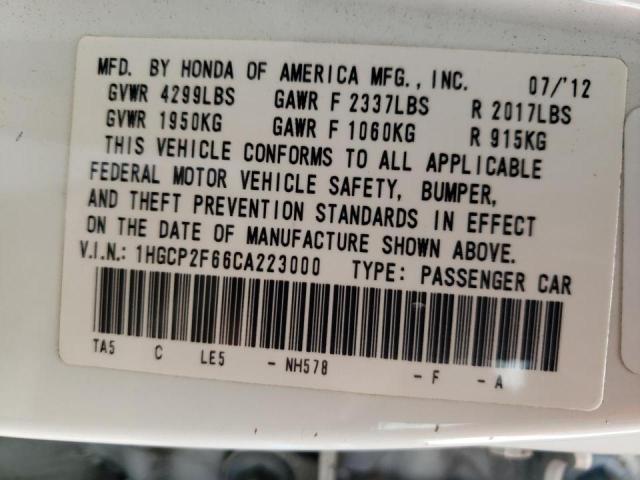 MFD. BY HONDA OF AMERICA MFG., INC. 07/'12
GVWR 4299LBS GAWR F 2337LBS R 2017LBS
GVWR 1950KG GAWR F 1060KG R 915KG
THIS VEHICLE CONFORMS TO ALL APPLICABLE
FEDERAL MOTOR VEHICLE SAFETY, BUMPER,
AND THEFT PREVENTION STANDARDS IN EFFECT
ON THE DATE OF MANUFACTURE SHOWN ABOVE.
V.I.N.: 1HGCP2F66CA223000 TYPE: PASSENGER CAR
TA5 C LE5 - NH578 - F - A